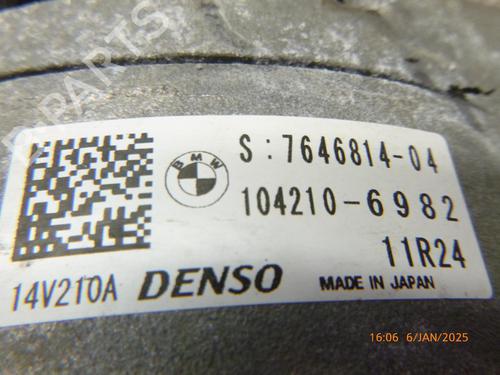 BMW
S:7646814-04
104210-6982
11R24
14V210A DENSO MADE IN JAPAN
16:06 6/JAN/2025